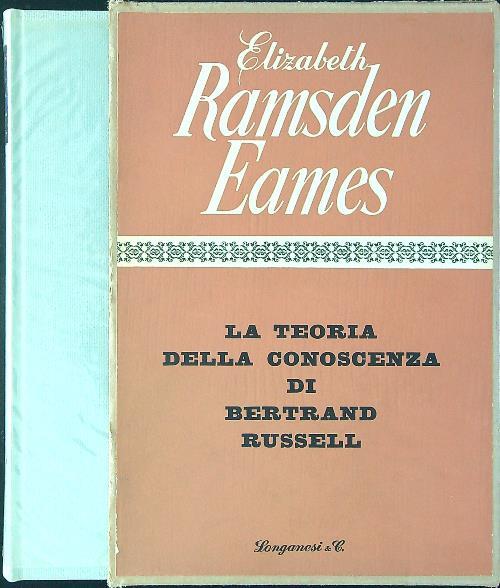 Elizabeth
Ramsden
Eames
LA TEORIA
DELLA CONOSCENZA
DI
BERTRAND
RUSSELL
Longanesi & C.